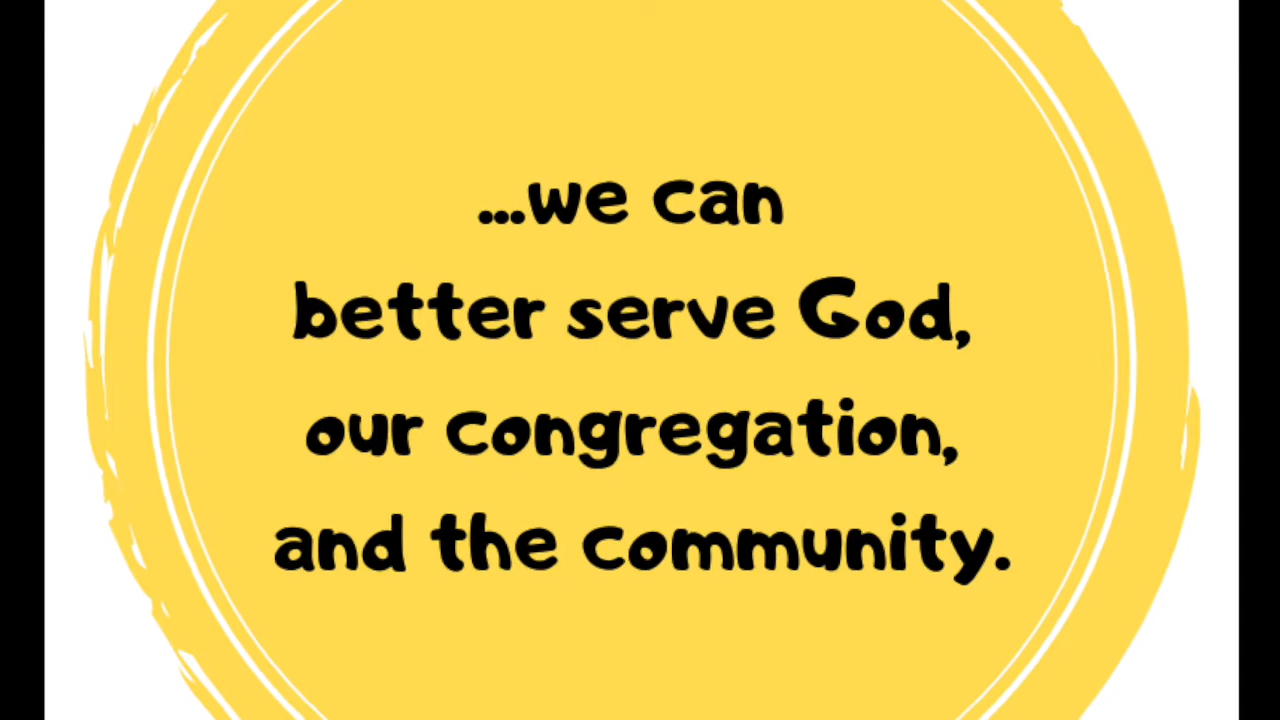 ...we can
better serve God,
our congregation,
and the community.